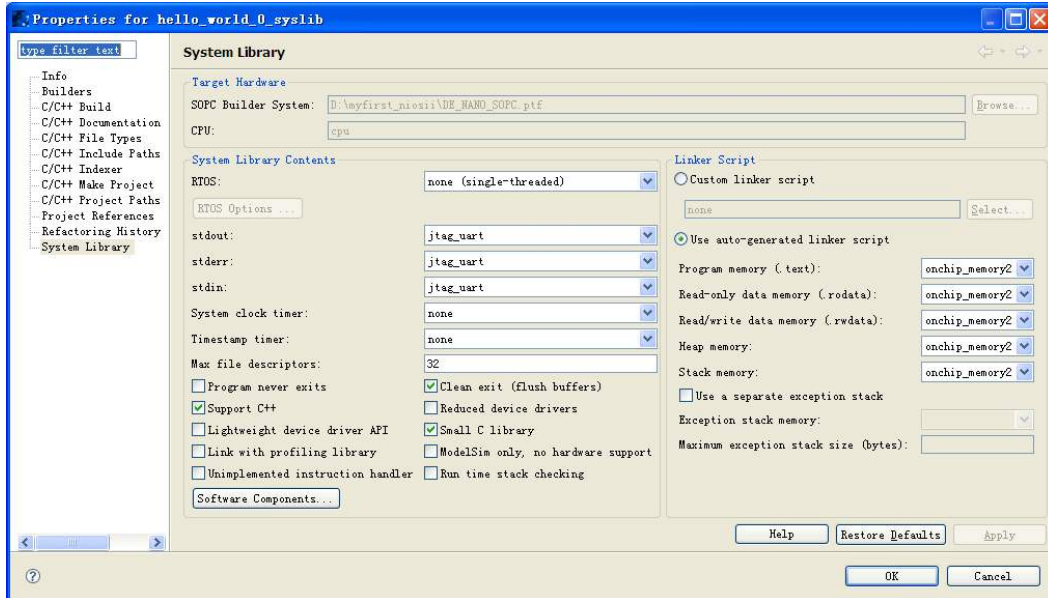 Properties for hello_world_0_syslib
type filter text
Info
Builders
C/C++ Build
C/C++ Documentation
C/C++ File Types
C/C++ Include Paths
C/C++ Indexer
C/C++ Make Project
C/C++ Project Paths
Project References
Refactoring History
System Library
System Library
Target Hardware
SOPC Builder System: D:\myfirst_niosii\DE_NANO_SOPC.ptf Browse...
CPU: cpu
System Library Contents
RTOS: none (single-threaded)
RTOS Options ...
stdout: jtag_uart
stderr: jtag_uart
stdin: jtag_uart
System clock timer: none
Timestamp timer: none
Max file descriptors: 32
Program never exits Clean exit (flush buffers)
Support C++ Reduced device drivers
Lightweight device driver API Small C library
Link with profiling library ModelSim only, no hardware support
Unimplemented instruction handler Run time stack checking
Software Components...
Linker Script
Custom linker script
none Select...
Use auto-generated linker script
Program memory (.text): onchip_memory2
Read-only data memory (.rodata): onchip_memory2
Read/write data memory (.rwdata): onchip_memory2
Heap memory: onchip_memory2
Stack memory: onchip_memory2
Use a separate exception stack
Exception stack memory:
Maximum exception stack size (bytes):
Help Restore Defaults Apply
? OK Cancel